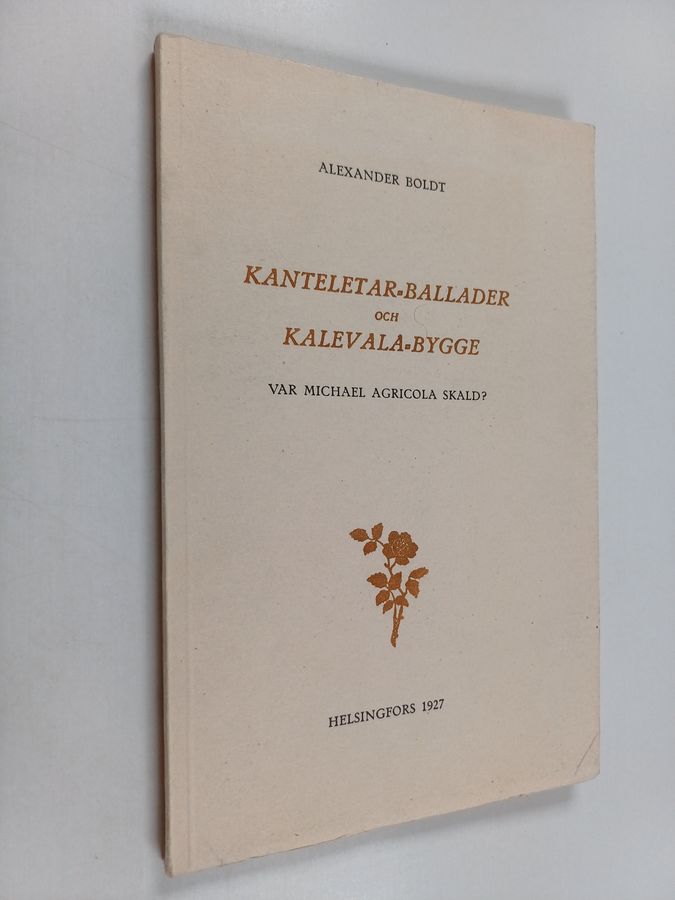 ALEXANDER BOLDT
KANTELETAR-BALLADER
OCH
KALEVALA-BYGGE
VAR MICHAEL AGRICOLA SKALD?
HELSINGFORS 1927